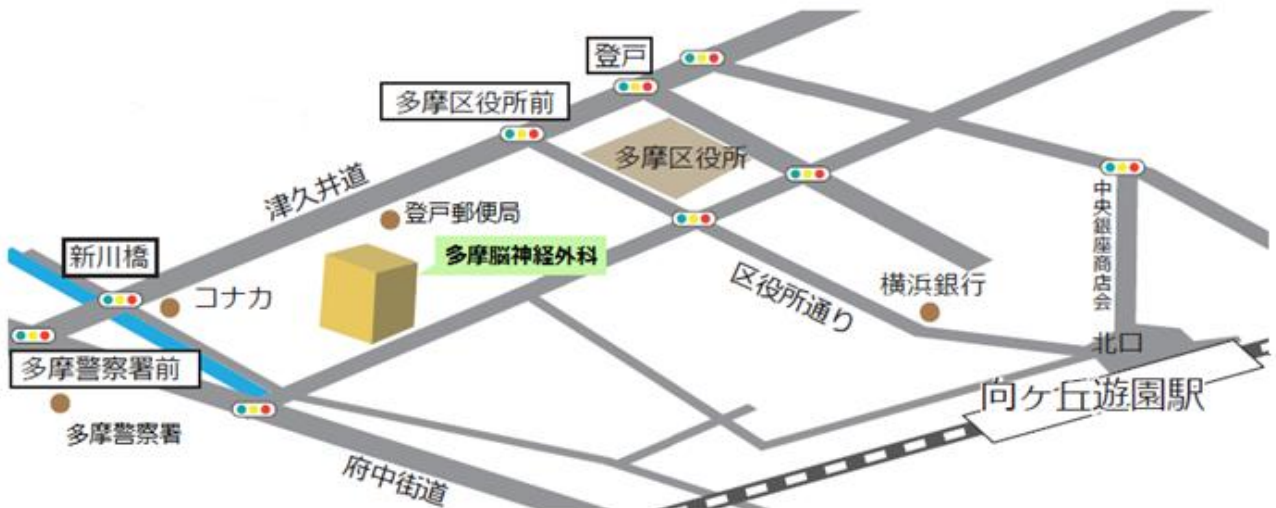 登戸
多摩区役所前
多摩区役所
津久井道
登戸郵便局
中央銀座商店会
新川橋
多摩脳神経外科
コナカ
区役所通り
横浜銀行
北口
多摩警察署前
向ヶ丘遊園駅
多摩警察署
府中街道